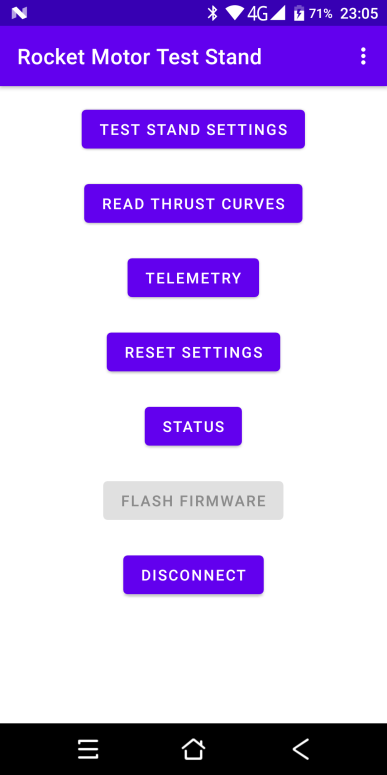 4G 71% 23:05
Rocket Motor Test Stand
TEST STAND SETTINGS
READ THRUST CURVES
TELEMETRY
RESET SETTINGS
STATUS
FLASH FIRMWARE
DISCONNECT